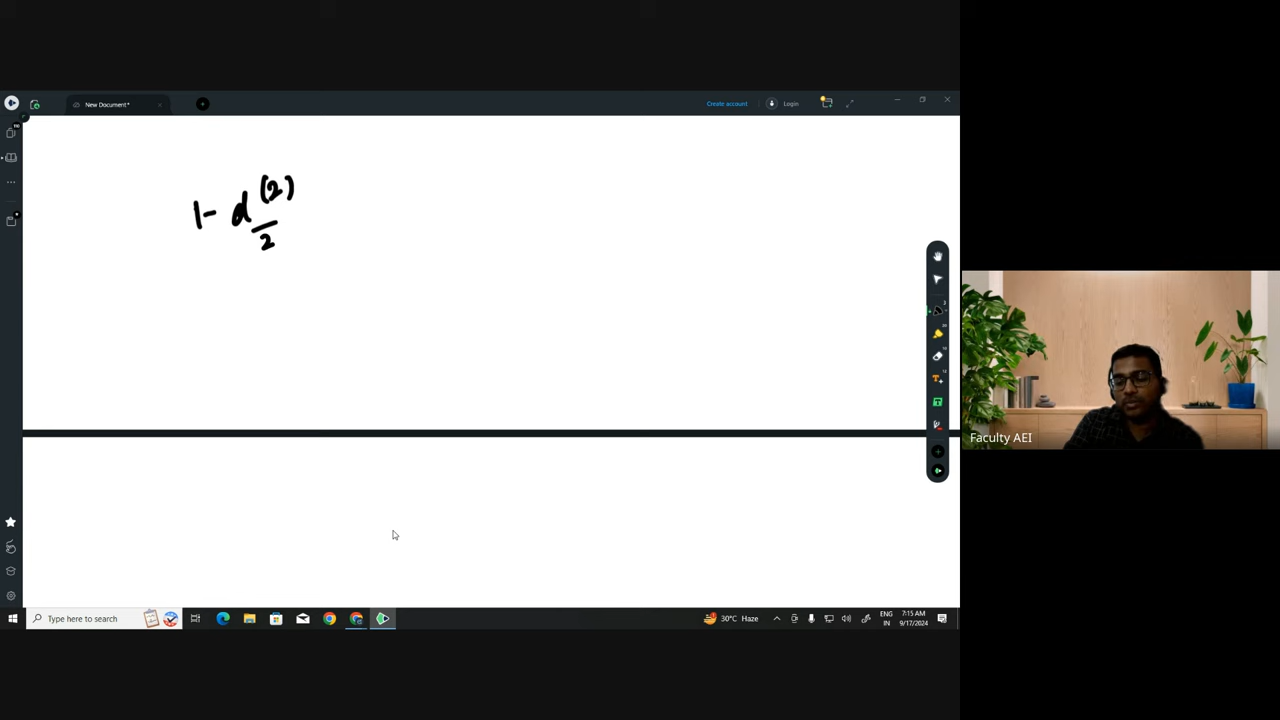 New Document*
Create account
Login
1- d^(2)/2
Faculty AEI
Type here to search
30°C Haze
ENG
IN
7:15 AM
9/17/2024